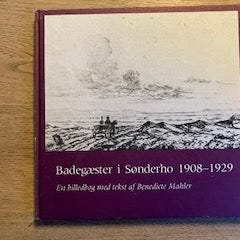 Badegæster i Sønderho 1908–1929
En billedbog med tekst af Benedicte Mahler